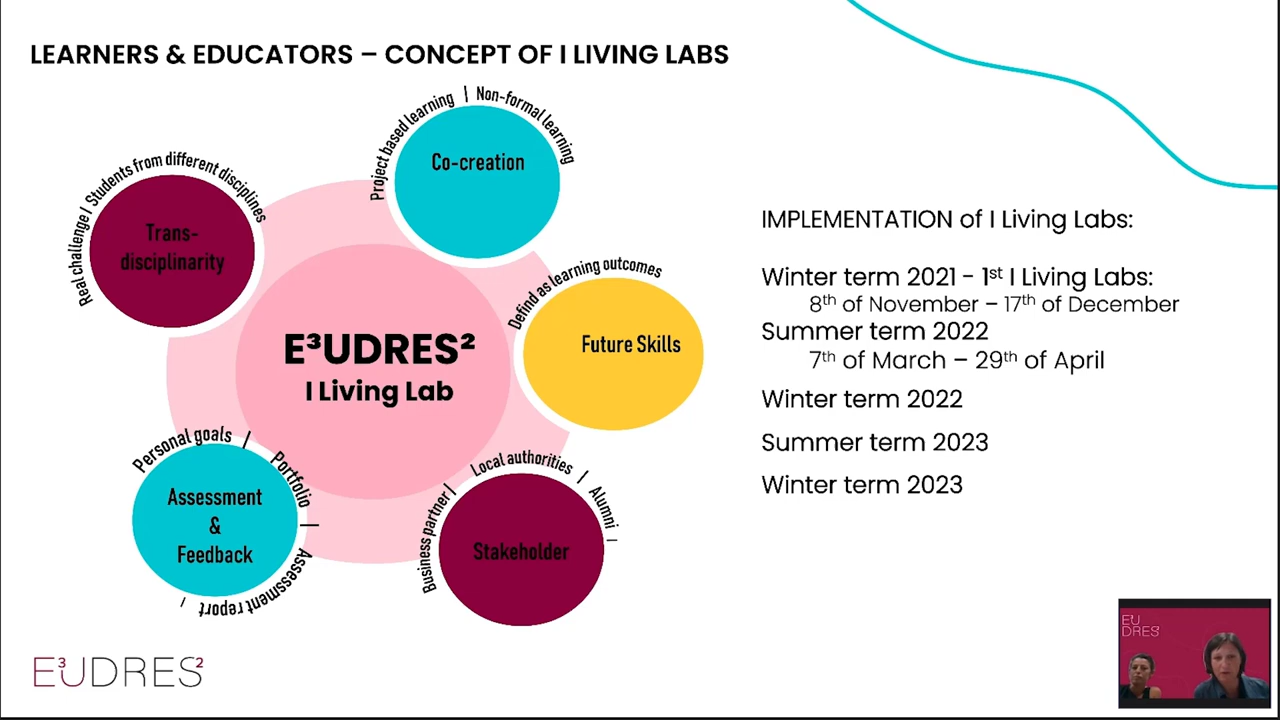 LEARNERS & EDUCATORS – CONCEPT OF I LIVING LABS
Project based learning | Non-formal learning
Co-creation
Real challenge I Students from different disciplines
Trans-
disciplinarity
Defind as learning outcomes
Future Skills
E³UDRES²
I Living Lab
Personal goals | Portfolio | Assessment report |
Assessment
&
Feedback
Business partner | Local authorities | Alumni |
Stakeholder
IMPLEMENTATION of I Living Labs:
Winter term 2021 - 1st I Living Labs:
8th of November – 17th of December
Summer term 2022
7th of March – 29th of April
Winter term 2022
Summer term 2023
Winter term 2023
E³UDRES²
EU
DRES